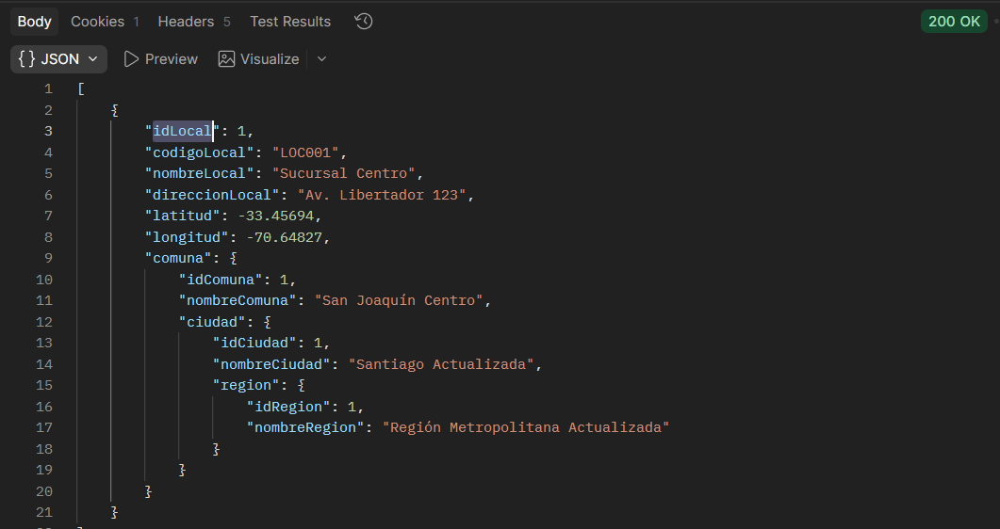 Body Cookies 1 Headers 5 Test Results 200 OK
{} JSON Preview Visualize
1 [
2 {
3 "idLocal": 1,
4 "codigoLocal": "LOC001",
5 "nombreLocal": "Sucursal Centro",
6 "direccionLocal": "Av. Libertador 123",
7 "latitud": -33.45694,
8 "longitud": -70.64827,
9 "comuna": {
10 "idComuna": 1,
11 "nombreComuna": "San Joaquín Centro",
12 "ciudad": {
13 "idCiudad": 1,
14 "nombreCiudad": "Santiago Actualizada",
15 "region": {
16 "idRegion": 1,
17 "nombreRegion": "Región Metropolitana Actualizada"
18 }
19 }
20 }
21 }